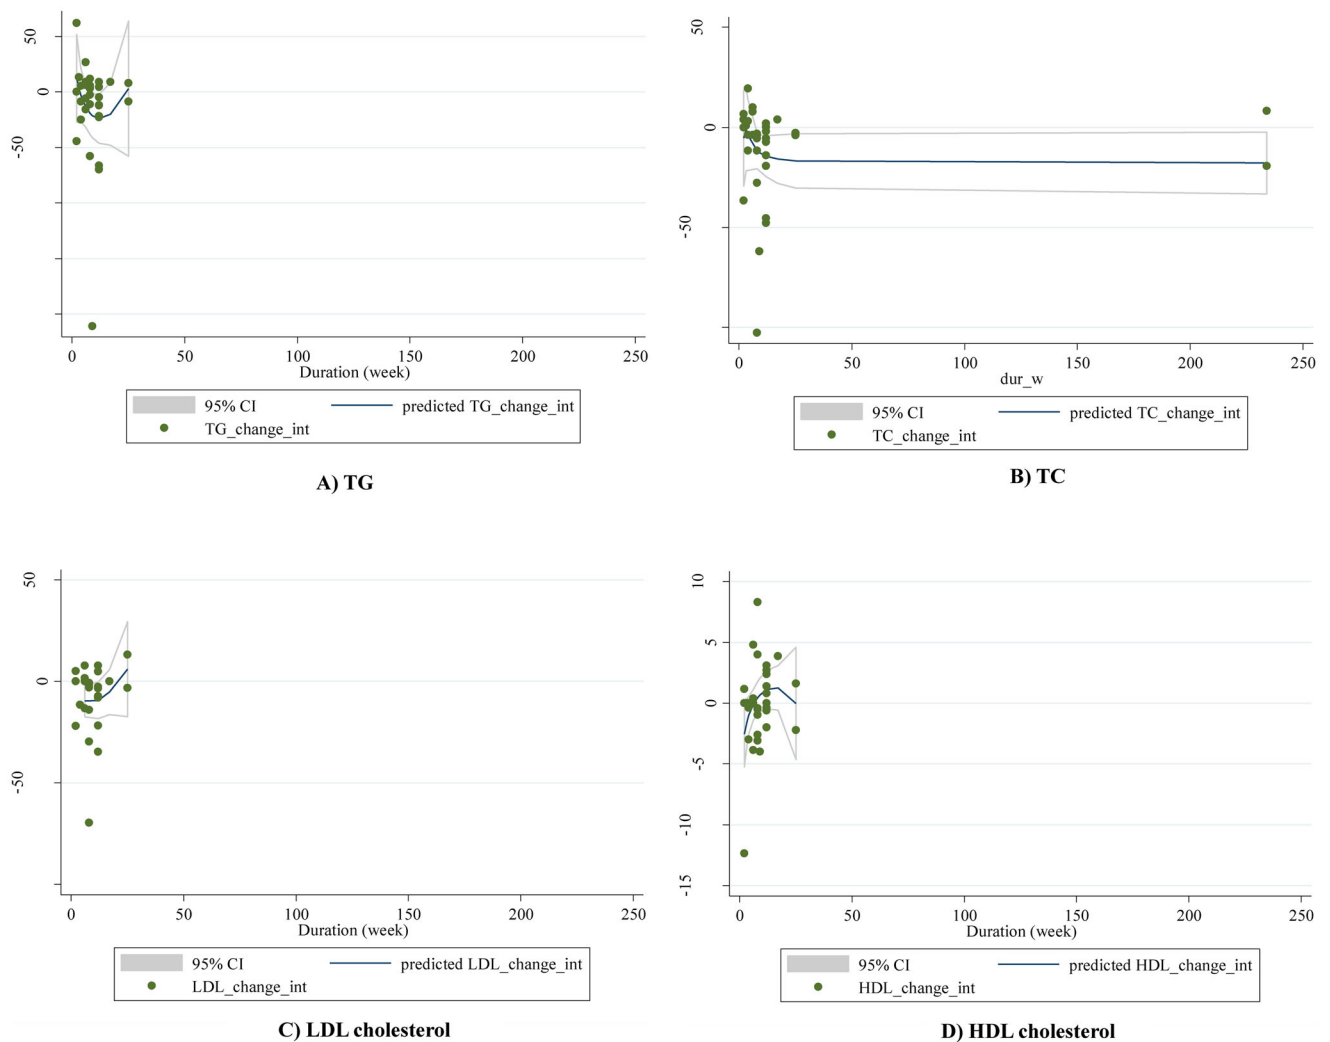 50
0
-50
0 50 100 150 200 250
Duration (week)
95% CI predicted TG_change_int
TG_change_int
A) TG
50
0
-50
0 50 100 150 200 250
dur_w
95% CI predicted TC_change_int
TC_change_int
B) TC
50
0
-50
0 50 100 150 200 250
Duration (week)
95% CI predicted LDL_change_int
LDL_change_int
C) LDL cholesterol
10
5
0
-5
-10
-15
0 50 100 150 200 250
Duration (week)
95% CI predicted HDL_change_int
HDL_change_int
D) HDL cholesterol